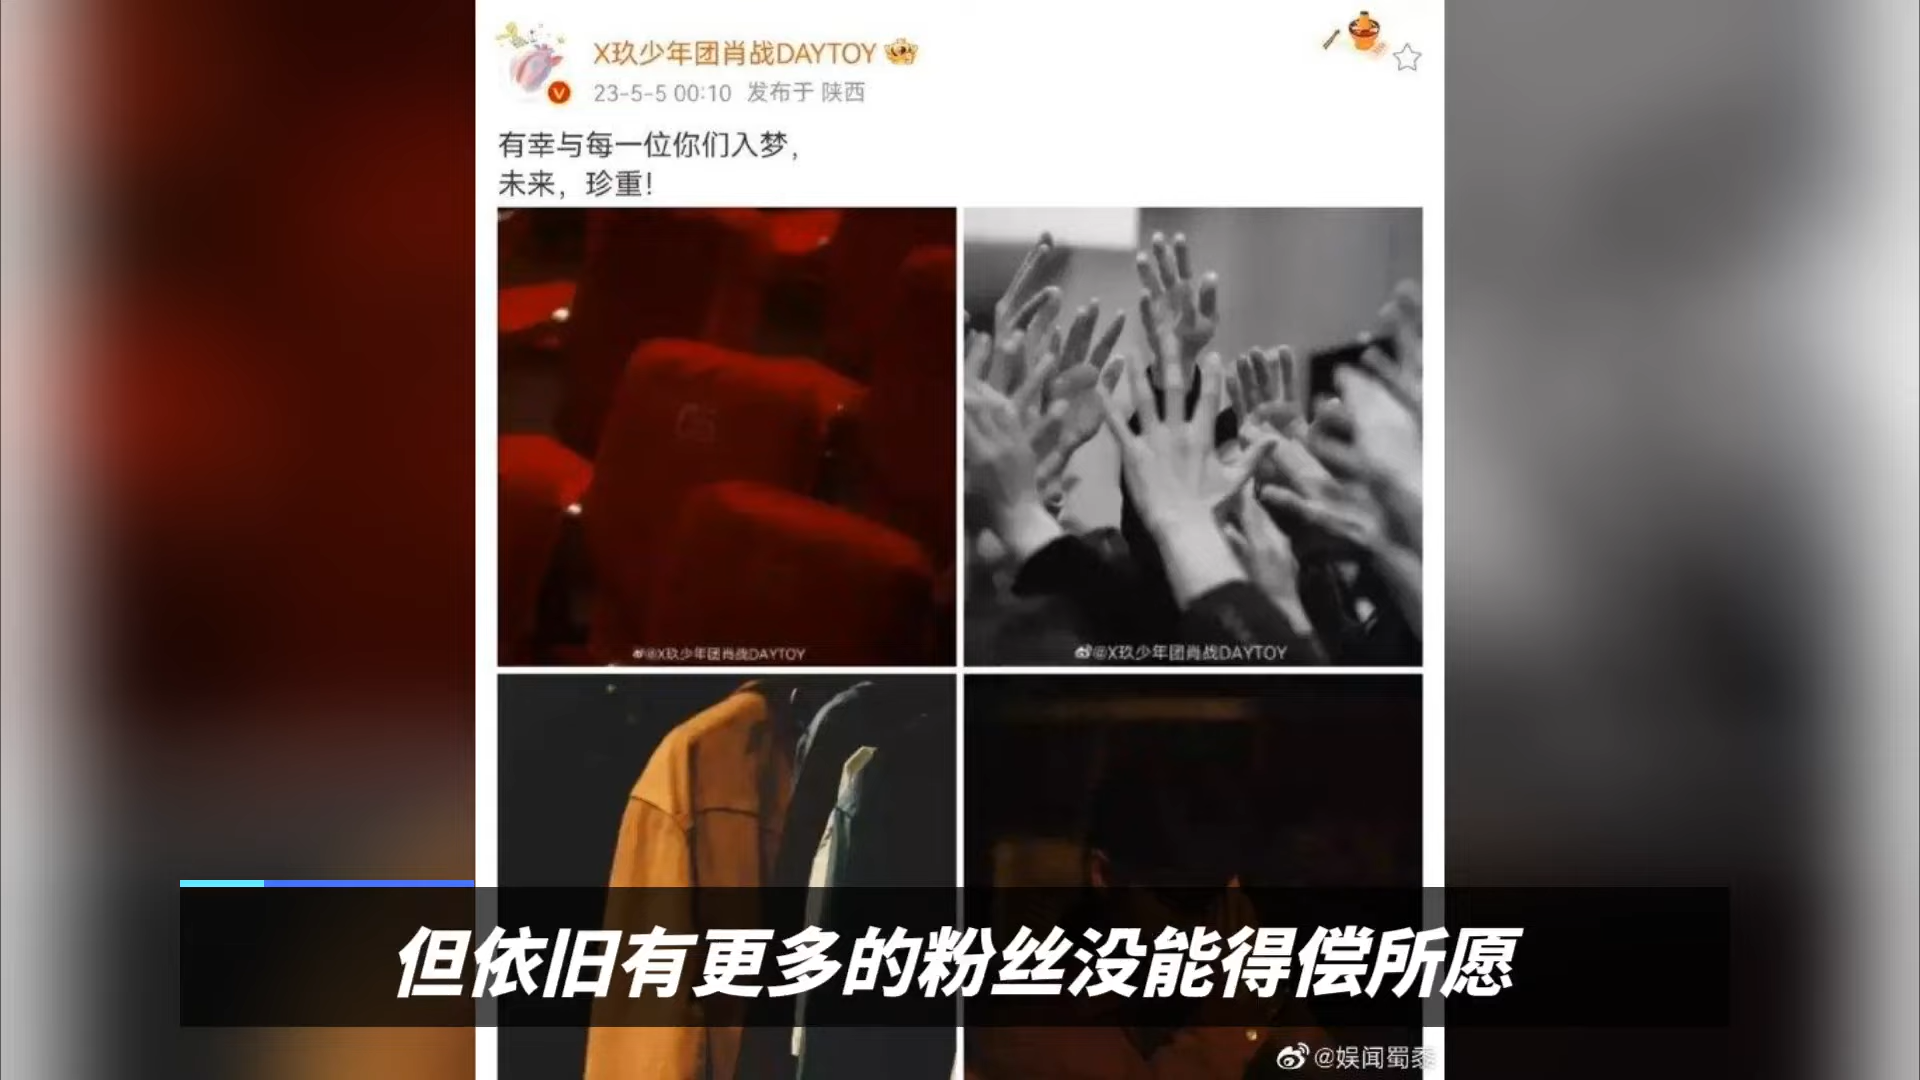 X玖少年团肖战DAYTOY
23-5-5 00:10 发布于 陕西
有幸与每一位你们入梦，
未来，珍重！
@X玖少年团肖战DAYTOY
@X玖少年团肖战DAYTOY
但依旧有更多的粉丝没能得偿所愿
@娱闻蜀黍